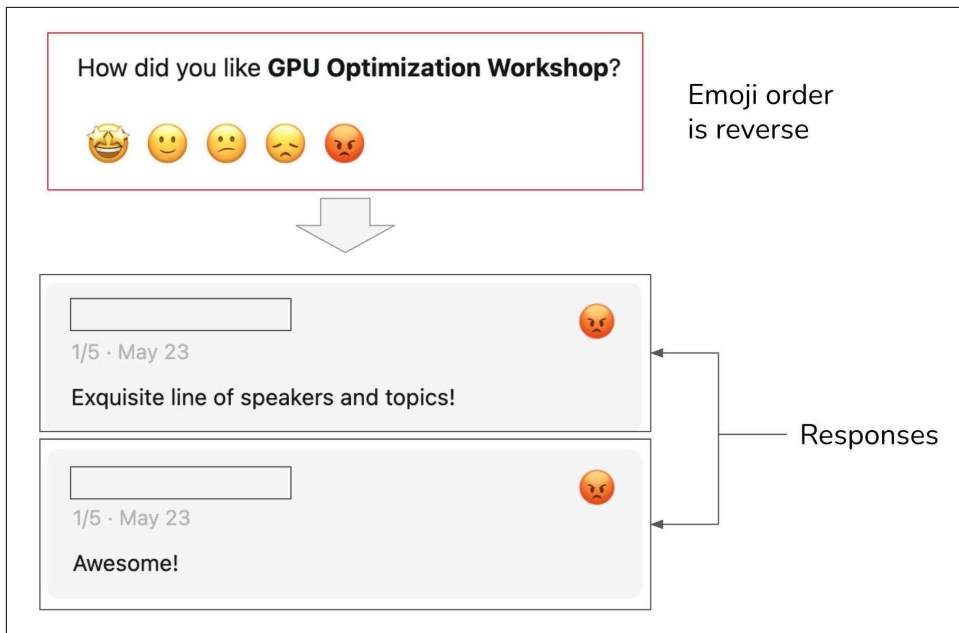 How did you like GPU Optimization Workshop?
Emoji order
is reverse
1/5 · May 23
Exquisite line of speakers and topics!
Responses
1/5 · May 23
Awesome!